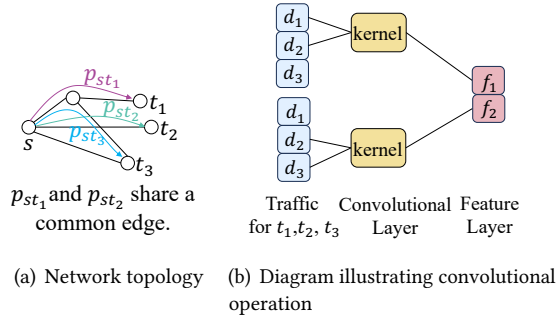 p_{st_1}
t_1
p_{st_2}
t_2
s
p_{st_3}
t_3
p_{st_1} and p_{st_2} share a
common edge.
(a) Network topology
d_1
d_2
d_3
kernel
d_1
d_2
d_3
kernel
f_1
f_2
Traffic
for t_1,t_2, t_3
Convolutional
Layer
Feature
Layer
(b) Diagram illustrating convolutional
operation